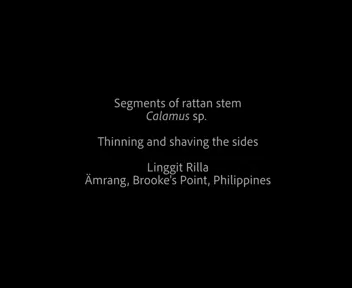 Segments of rattan stem
Calamus sp.
Thinning and shaving the sides
Linggit Rilla
Ämrang, Brooke's Point, Philippines